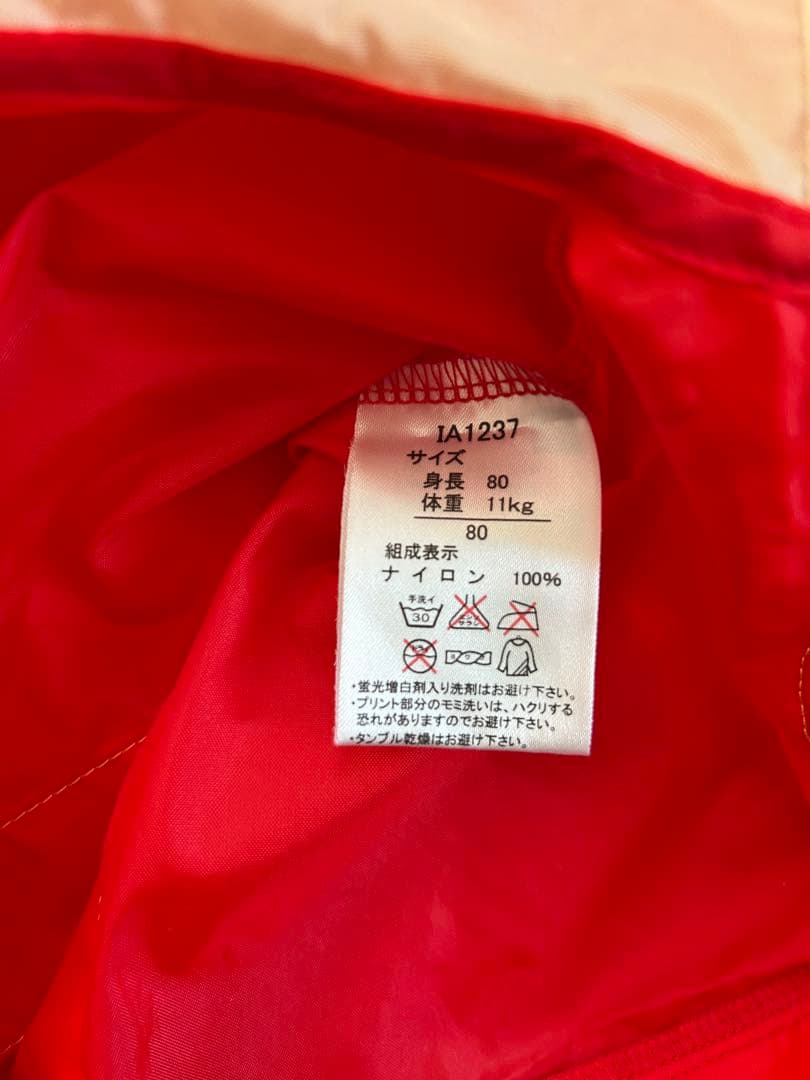 IA1237
サイズ
身長 80
体重 11kg
80
組成表示
ナイロン 100%
手洗イ
30
・蛍光増白剤入り洗剤はお避け下さい。
・プリント部分のモミ洗いは、ハクリする
恐れがありますのでお避け下さい。
・タンブル乾燥はお避け下さい。